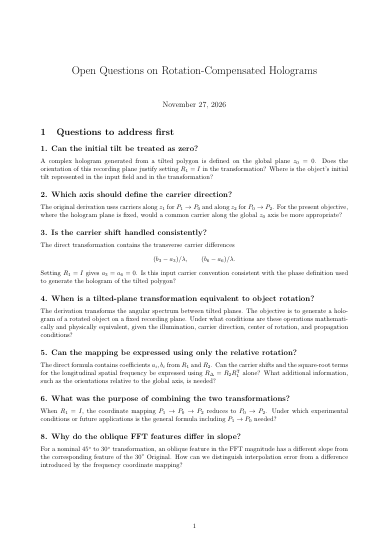 Open Questions on Rotation-Compensated Holograms
November 27, 2026
1 Questions to address first
1. Can the initial tilt be treated as zero?
A complex hologram generated from a tilted polygon is defined on the global plane z₀ = 0. Does the
orientation of this recording plane justify setting R₁ = I in the transformation? Where is the object's initial
tilt represented in the input field and in the transformation?
2. Which axis should define the carrier direction?
The original derivation uses carriers along z₁ for P₁ → P₀ and along z₂ for P₀ → P₂. For the present objective,
where the hologram plane is fixed, would a common carrier along the global z₀ axis be more appropriate?
3. Is the carrier shift handled consistently?
The direct transformation contains the transverse carrier differences
(b₃ − a₃)/λ, (b₆ − a₆)/λ.
Setting R₁ = I gives a₃ = a₆ = 0. Is this input carrier convention consistent with the phase definition used
to generate the hologram of the tilted polygon?
4. When is a tilted-plane transformation equivalent to object rotation?
The derivation transforms the angular spectrum between tilted planes. The objective is to generate a holo-
gram of a rotated object on a fixed recording plane. Under what conditions are these operations mathemati-
cally and physically equivalent, given the illumination, carrier direction, center of rotation, and propagation
conditions?
5. Can the mapping be expressed using only the relative rotation?
The direct formula contains coefficients aᵢ, bᵢ from R₁ and R₂. Can the carrier shifts and the square-root terms
for the longitudinal spatial frequency be expressed using
alone? What additional information,
such as the orientations relative to the global axis, is needed?
6. What was the purpose of combining the two transformations?
When R₁ = I, the coordinate mapping P₁ → P₀ → P₂ reduces to P₀ → P₂. Under which experimental
conditions or future applications is the general formula including P₁ → P₀ needed?
8. Why do the oblique FFT features differ in slope?
For a nominal 45° to 30° transformation, an oblique feature in the FFT magnitude has a different slope from
the corresponding feature of the 30° Original. How can we distinguish interpolation error from a difference
introduced by the frequency coordinate mapping?
1